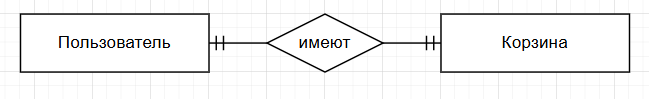 Пользователь
имеют
Корзина